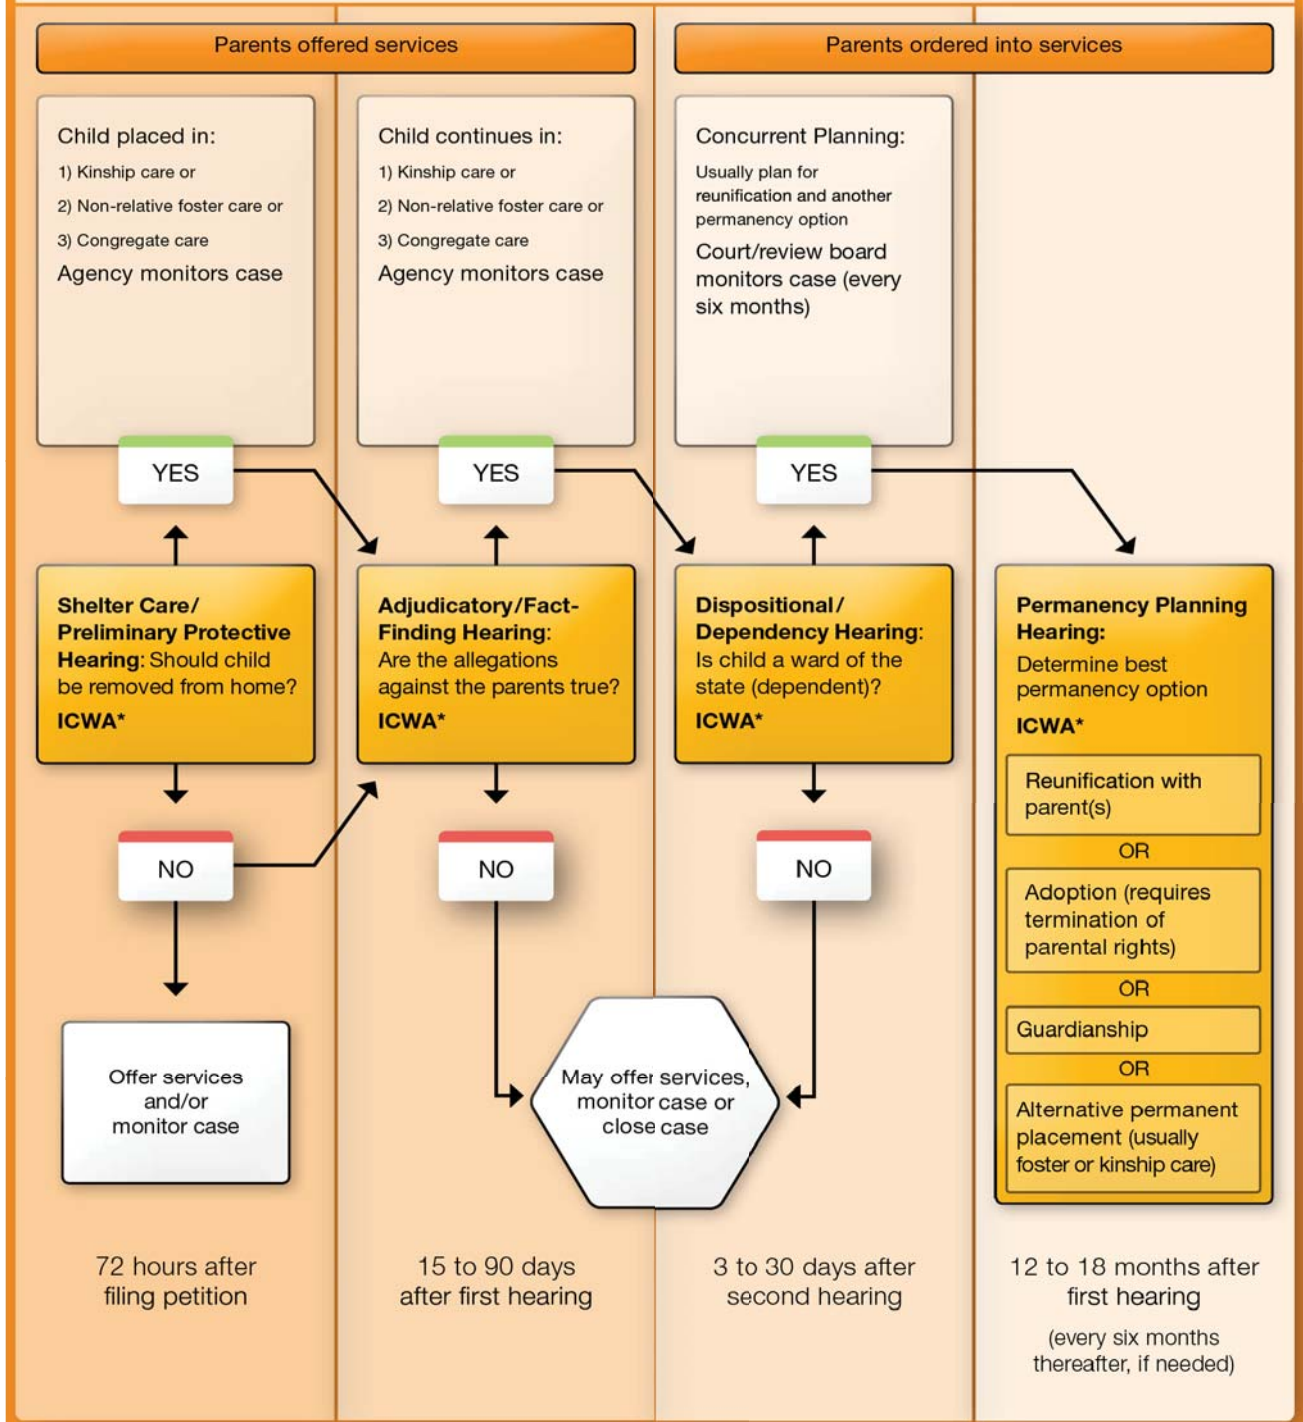 Parents offered services
Parents ordered into services
Child placed in:
1) Kinship care or
2) Non-relative foster care or
3) Congregate care
Agency monitors case
Child continues in:
1) Kinship care or
2) Non-relative foster care or
3) Congregate care
Agency monitors case
Concurrent Planning:
Usually plan for
reunification and another
permanency option
Court/review board
monitors case (every
six months)
YES
YES
YES
Shelter Care/
Preliminary Protective
Hearing: Should child
be removed from home?
ICWA*
Adjudicatory/Fact-
Finding Hearing:
Are the allegations
against the parents true?
ICWA*
Dispositional/
Dependency Hearing:
Is child a ward of the
state (dependent)?
ICWA*
Permanency Planning
Hearing:
Determine best
permanency option
ICWA*
Reunification with
parent(s)
OR
Adoption (requires
termination of
parental rights)
OR
Guardianship
OR
Alternative permanent
placement (usually
foster or kinship care)
NO
NO
NO
Offer services
and/or
monitor case
May offer services,
monitor case or
close case
72 hours after
filing petition
15 to 90 days
after first hearing
3 to 30 days after
second hearing
12 to 18 months after
first hearing
(every six months
thereafter, if needed)